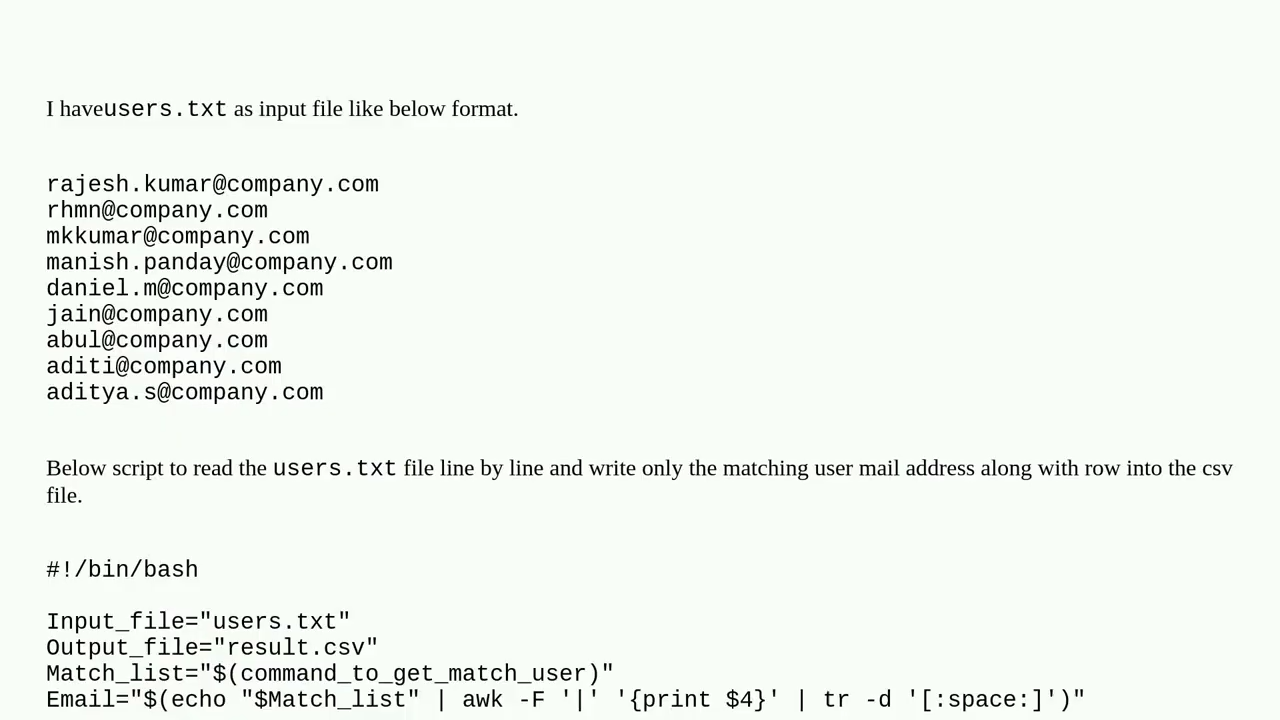 I haveusers.txt as input file like below format.
rajesh.kumar@company.com
rhmn@company.com
mkkumar@company.com
manish.panday@company.com
daniel.m@company.com
jain@company.com
abul@company.com
aditi@company.com
aditya.s@company.com
Below script to read the users.txt file line by line and write only the matching user mail address along with row into the csv
file.
#!/bin/bash
Input_file="users.txt"
Output_file="result.csv"
Match_list="$(command_to_get_match_user)"
Email="$(echo "$Match_list" | awk -F '|' '{print $4}' | tr -d '[:space:]')"